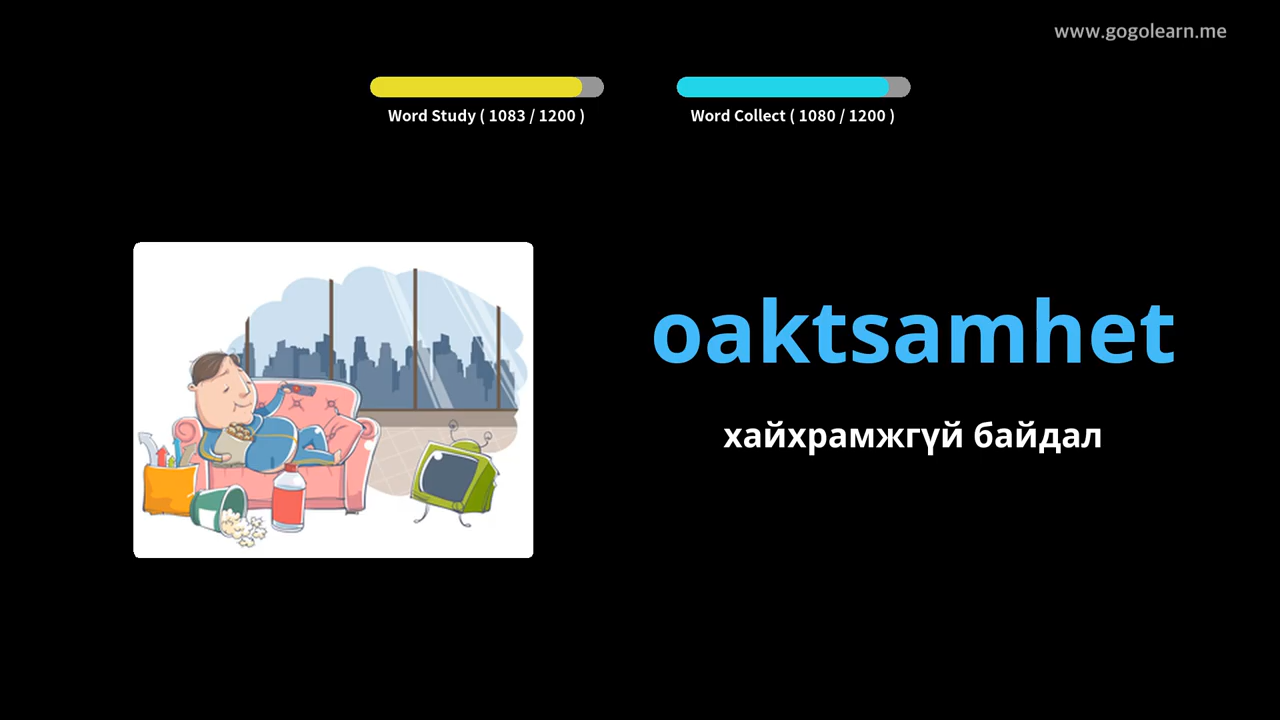 www.gogolearn.me
Word Study ( 1083 / 1200 )
Word Collect ( 1080 / 1200 )
oaktsamhet
хайхрамжгүй байдал